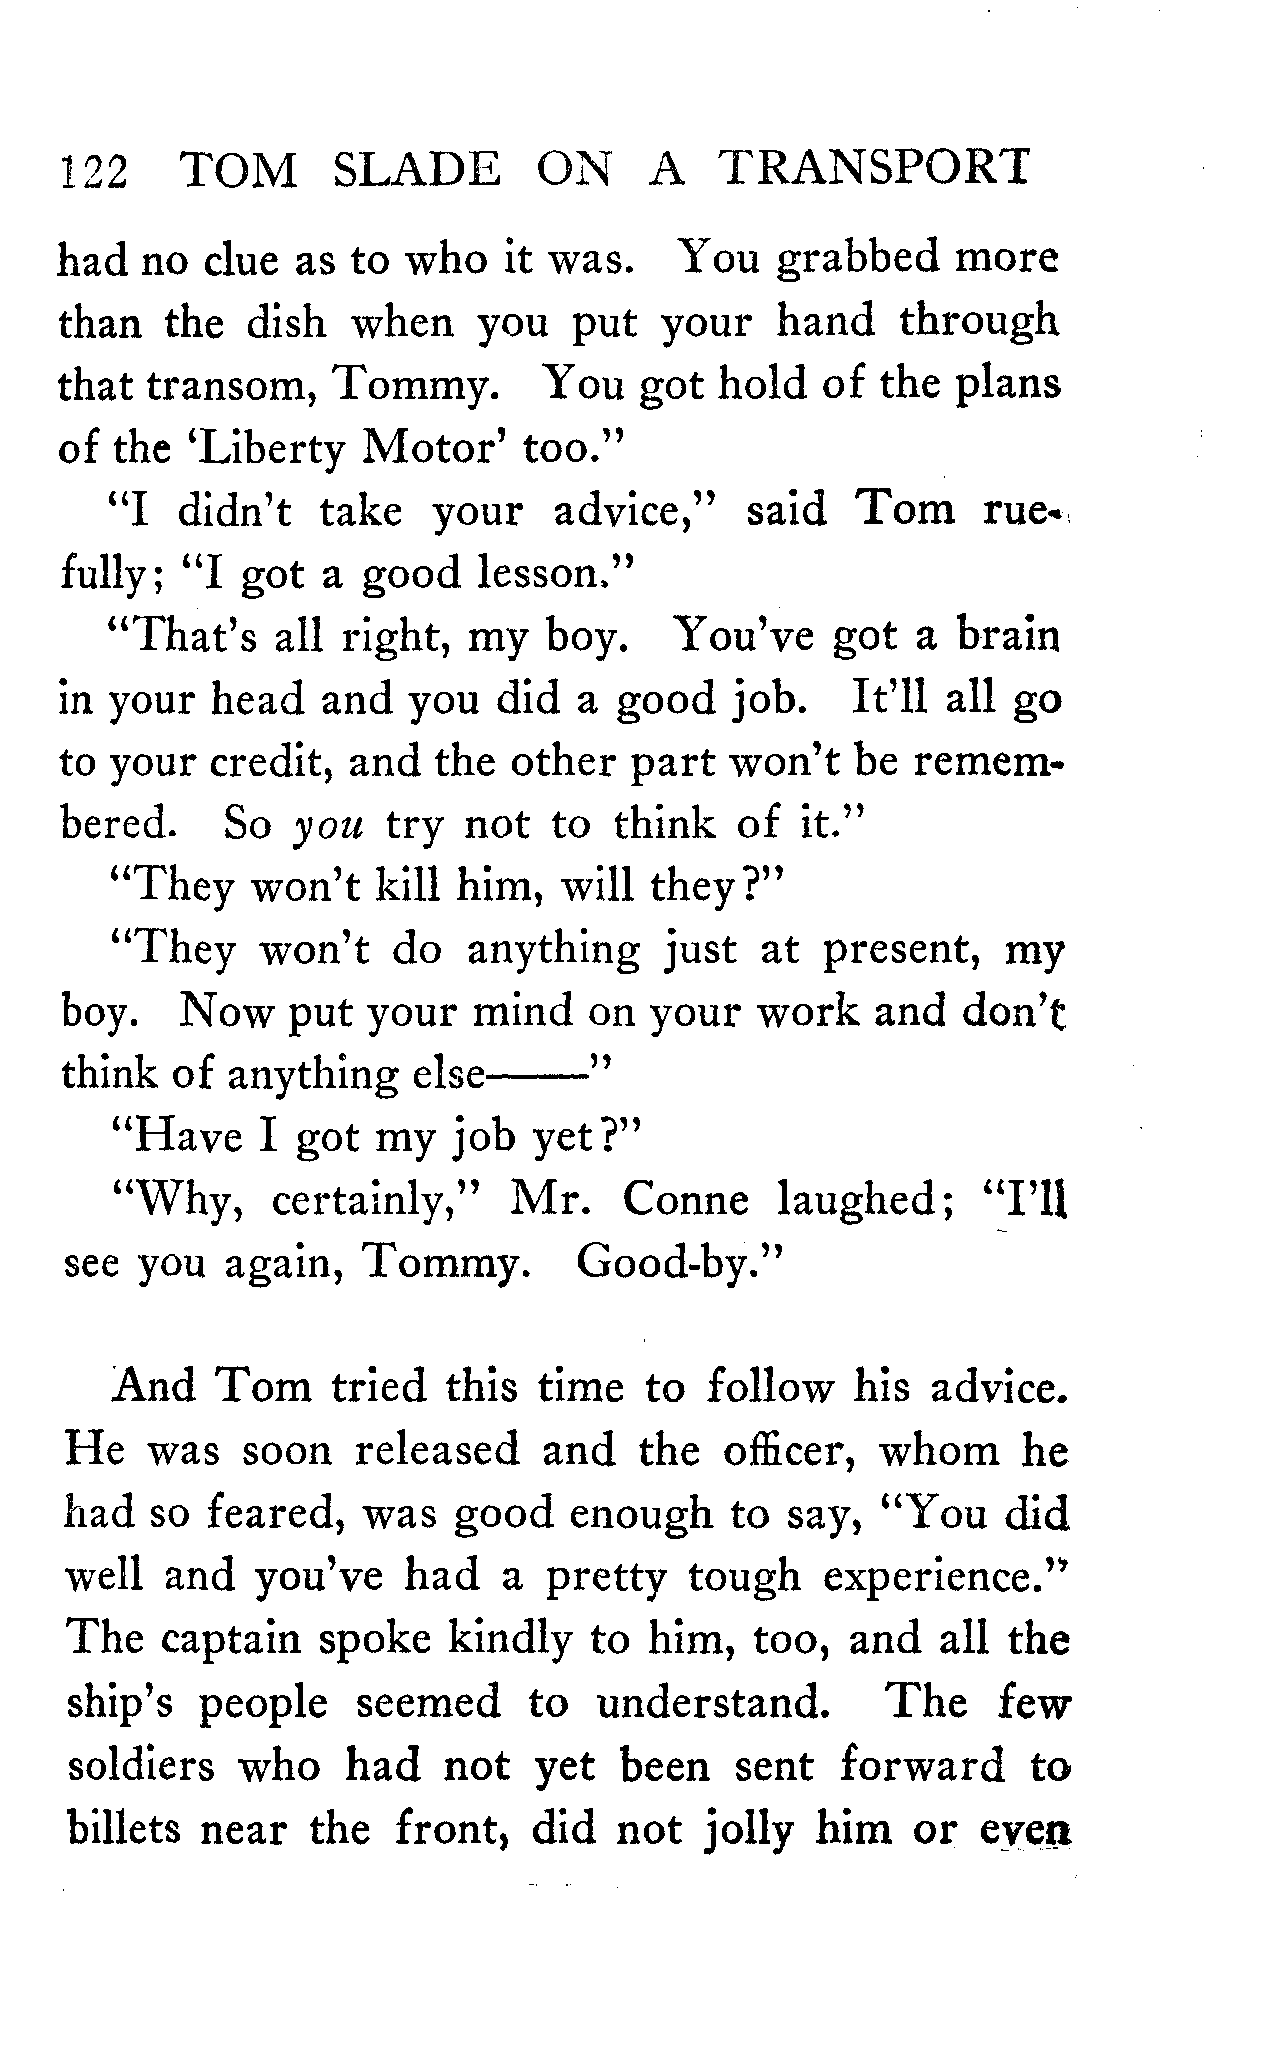 122 TOM SLADE ON A TRANSPORT
had no clue as to who it was. You grabbed more
than the dish when you put your hand through
that transom, Tommy. You got hold of the plans
of the ‘Liberty Motor’ too.”
“I didn’t take your advice,” said Tom rue-
fully; “I got a good lesson.”
“That’s all right, my boy. You’ve got a brain
in your head and you did a good job. It’ll all go
to your credit, and the other part won’t be remem-
bered. So you try not to think of it.”
“They won’t kill him, will they?”
“They won’t do anything just at present, my
boy. Now put your mind on your work and don’t
think of anything else——”
“Have I got my job yet?”
“Why, certainly,” Mr. Conne laughed; “I’ll
see you again, Tommy. Good-by.”
And Tom tried this time to follow his advice.
He was soon released and the officer, whom he
had so feared, was good enough to say, “You did
well and you’ve had a pretty tough experience.”
The captain spoke kindly to him, too, and all the
ship’s people seemed to understand. The few
soldiers who had not yet been sent forward to
billets near the front, did not jolly him or even